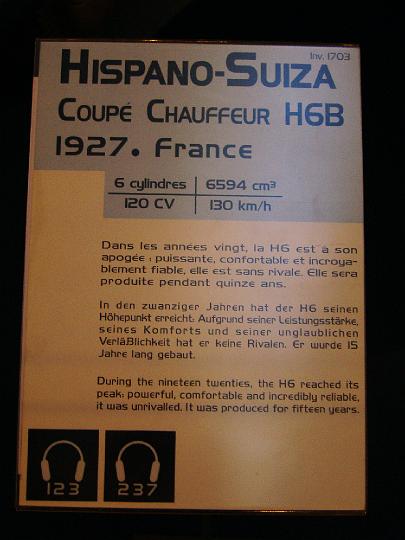 Inv. 1703
HISPANO-SUIZA
COUPÉ CHAUFFEUR H6B
1927. France
6 cylindres 6594 cm³
120 CV 130 km/h
Dans les années vingt, la H6 est à son
apogée : puissante, confortable et incroya-
blement fiable, elle est sans rivale. Elle sera
produite pendant quinze ans.
In den zwanziger Jahren hat der H6 seinen
Höhepunkt erreicht: Aufgrund seiner Leistungsstärke,
seines Komforts und seiner unglaublichen
Verläßlichkeit hat er keine Rivalen. Er wurde 15
Jahre lang gebaut.
During the nineteen twenties, the H6 reached its
peak: powerful, comfortable and incredibly reliable,
it was unrivalled. It was produced for fifteen years.
123 237